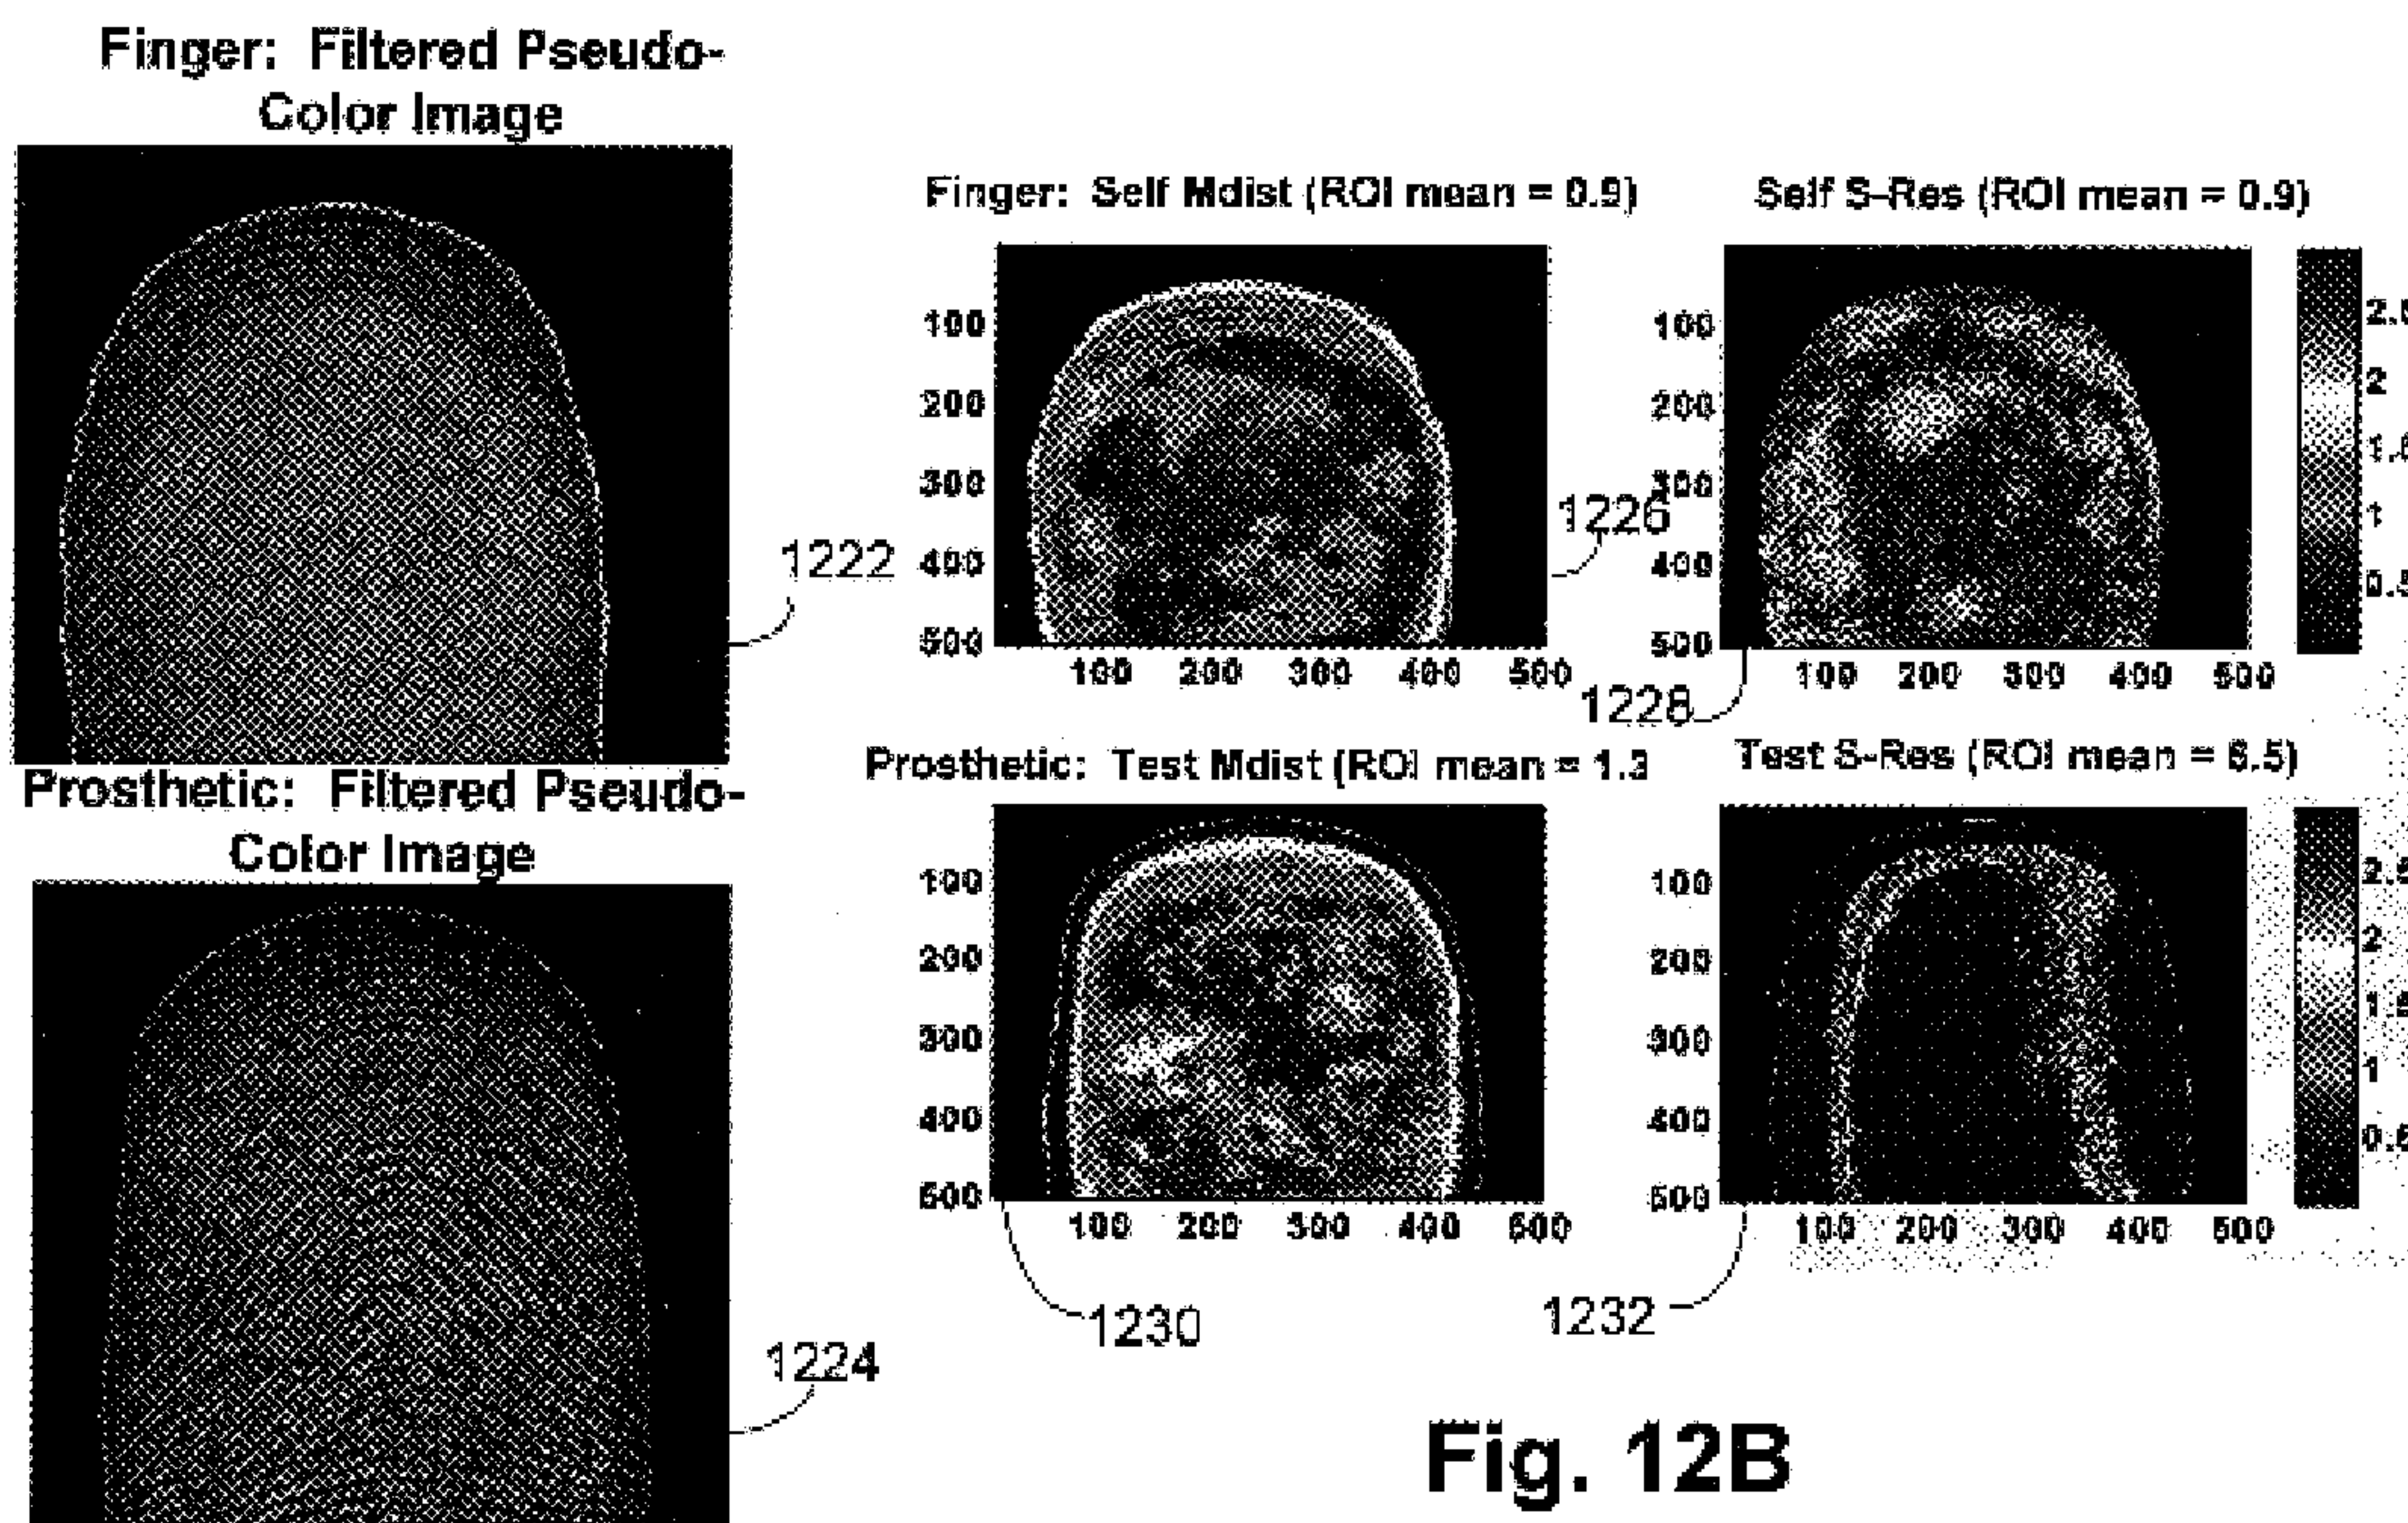 Finger: Filtered Pseudo-
Color Image
1222
Prosthetic: Filtered Pseudo-
Color Image
1224
Finger: Self Mdist (ROI mean = 0.9)
100
200
300
400
500
100 200 300 400 500
1226
Self S-Res (ROI mean = 0.9)
100
200
300
400
500
100 200 300 400 500
1228
2
1
Prosthetic: Test Mdist (ROI mean = 1.3
100
200
300
400
500
100 200 300 400 500
1230
Test S-Res (ROI mean = 6.5)
100
200
300
400
500
100 200 300 400 500
1232
2
1
Fig. 12B